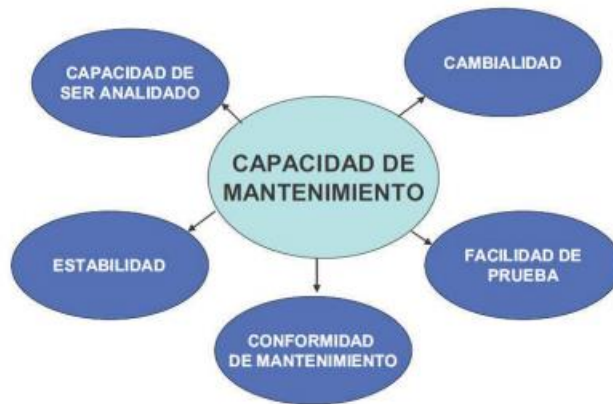 CAPACIDAD DE
SER ANALIDADO
CAMBIALIDAD
CAPACIDAD DE
MANTENIMIENTO
ESTABILIDAD
FACILIDAD DE
PRUEBA
CONFORMIDAD
DE MANTENIMIENTO